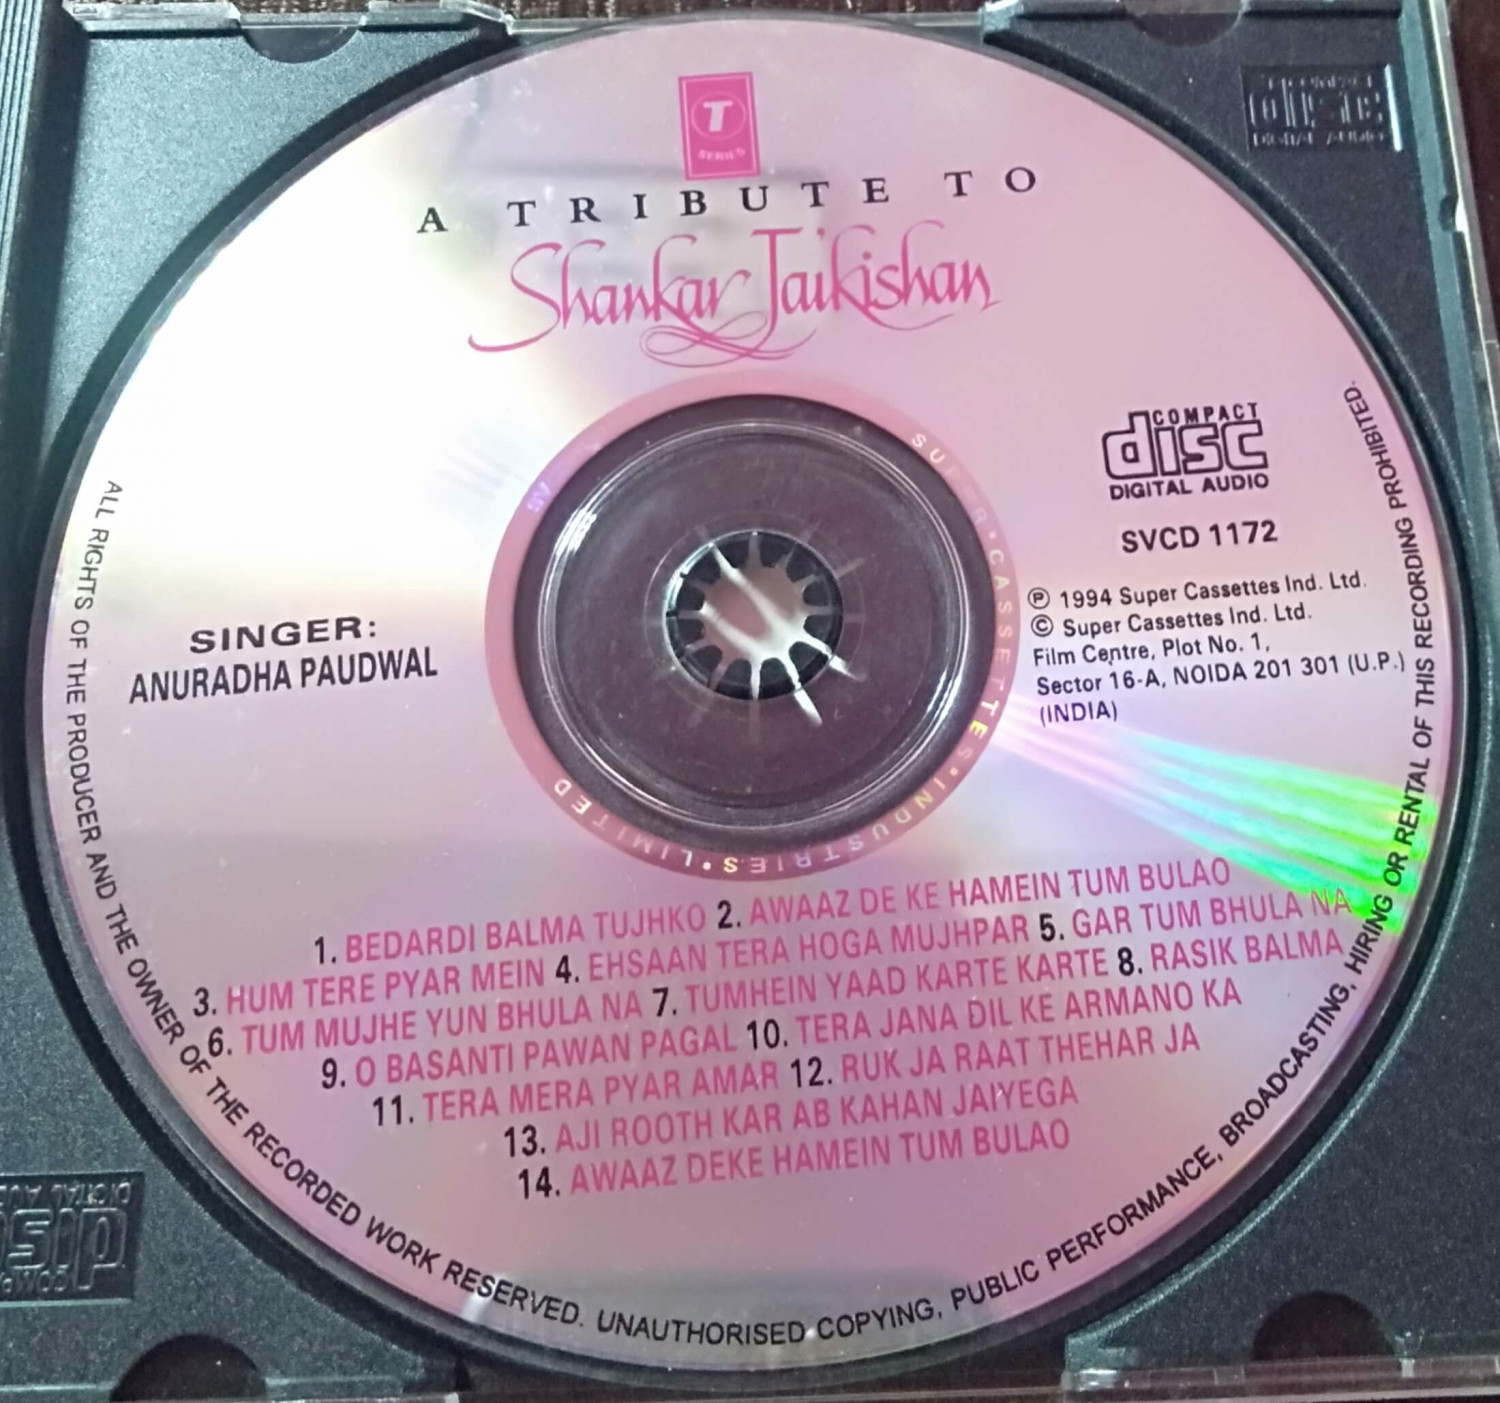 T
SERIES
A TRIBUTE TO
Shankar Jaikishan
COMPACT
disc
DIGITAL AUDIO
SVCD 1172
℗ 1994 Super Cassettes Ind. Ltd.
© Super Cassettes Ind. Ltd.
Film Centre, Plot No. 1,
Sector 16-A, NOIDA 201 301 (U.P.)
(INDIA)
SINGER:
ANURADHA PAUDWAL
SUPER•CASSETTES•INDUSTRIES•LIMITED
1. BEDARDI BALMA TUJHKO 2. AWAAZ DE KE HAMEIN TUM BULAO
3. HUM TERE PYAR MEIN 4. EHSAAN TERA HOGA MUJHPAR 5. GAR TUM BHULA NA
6. TUM MUJHE YUN BHULA NA 7. TUMHEIN YAAD KARTE KARTE 8. RASIK BALMA
9. O BASANTI PAWAN PAGAL 10. TERA JANA DIL KE ARMANO KA
11. TERA MERA PYAR AMAR 12. RUK JA RAAT THEHAR JA
13. AJI ROOTH KAR AB KAHAN JAIYEGA
14. AWAAZ DEKE HAMEIN TUM BULAO
ALL RIGHTS OF THE PRODUCER AND THE OWNER OF THE RECORDED WORK RESERVED. UNAUTHORISED COPYING, PUBLIC PERFORMANCE, BROADCASTING, HIRING OR RENTAL OF THIS RECORDING PROHIBITED.
COMPACT
disc
DIGITAL AUDIO